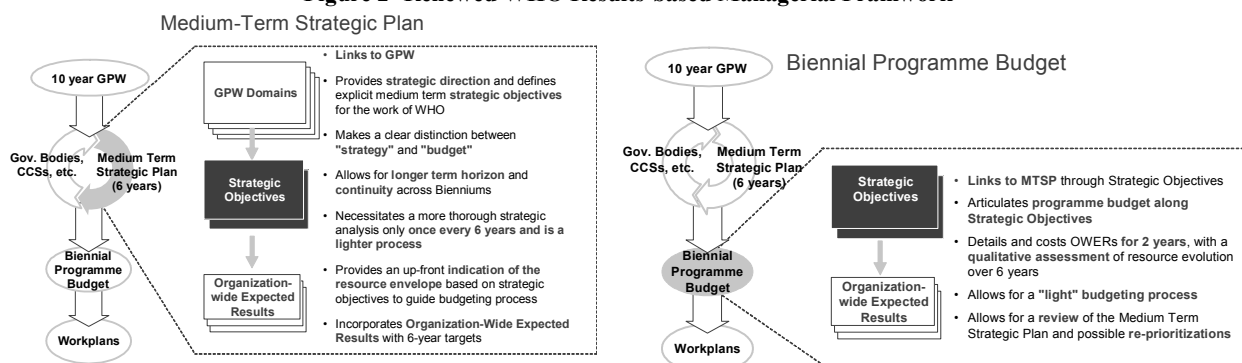 Figure 2 Renewed WHO Results-based Managerial Framwork
Medium-Term Strategic Plan
10 year GPW
Gov. Bodies,
CCSs, etc.
Medium Term
Strategic Plan
(6 years)
Biennial
Programme
Budget
Workplans
GPW Domains
Strategic
Objectives
Organization-
wide Expected
Results
• Links to GPW
• Provides strategic direction and defines
explicit medium term strategic objectives
for the work of WHO
• Makes a clear distinction between
"strategy" and "budget"
• Allows for longer term horizon and
continuity across Bienniums
• Necessitates a more thorough strategic
analysis only once every 6 years and is a
lighter process
• Provides an up-front indication of the
resource envelope based on strategic
objectives to guide budgeting process
• Incorporates Organization-Wide Expected
Results with 6-year targets
Biennial Programme Budget
10 year GPW
Gov. Bodies,
CCSs, etc.
Medium Term
Strategic Plan
(6 years)
Biennial
Programme
Budget
Workplans
Strategic
Objectives
Organization-
wide Expected
Results
• Links to MTSP through Strategic Objectives
• Articulates programme budget along
Strategic Objectives
• Details and costs OWERs for 2 years, with a
qualitative assessment of resource evolution
over 6 years
• Allows for a "light" budgeting process
• Allows for a review of the Medium Term
Strategic Plan and possible re-prioritizations